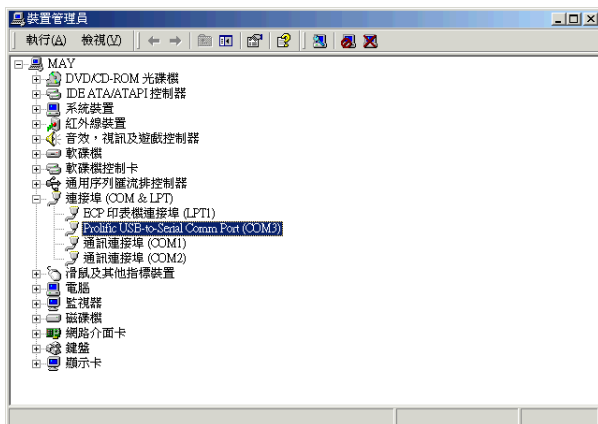 裝置管理員
執行(A) 檢視(V)
MAY
DVD/CD-ROM 光碟機
IDE ATA/ATAPI 控制器
系統裝置
紅外線裝置
音效，視訊及遊戲控制器
軟碟機
軟碟機控制卡
通用序列匯流排控制器
連接埠 (COM & LPT)
ECP 印表機連接埠 (LPT1)
Prolific USB-to-Serial Comm Port (COM3)
通訊連接埠 (COM1)
通訊連接埠 (COM2)
滑鼠及其他指標裝置
電腦
監視器
磁碟機
網路介面卡
鍵盤
顯示卡